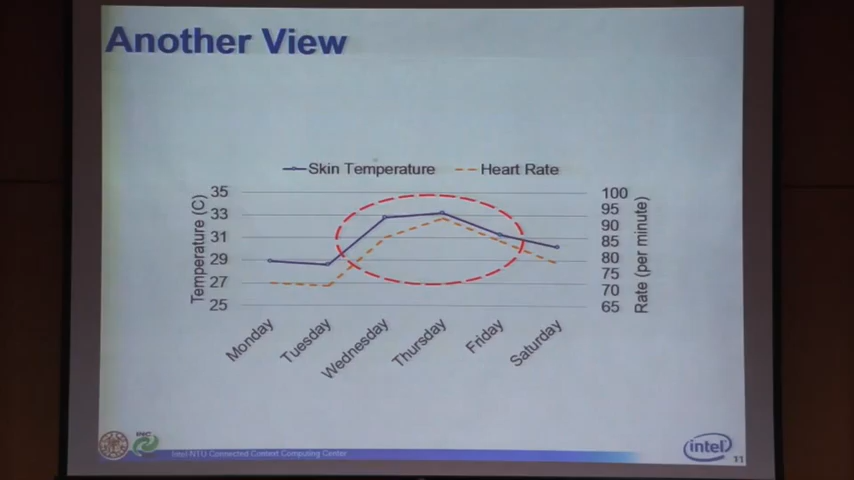 Another View
Skin Temperature
Heart Rate
Temperature (C)
35
33
31
29
27
25
100
95
90
85
80
75
70
65
Rate (per minute)
Monday
Tuesday
Wednesday
Thursday
Friday
Saturday
Intel-NTU Connected Context Computing Center
intel
11